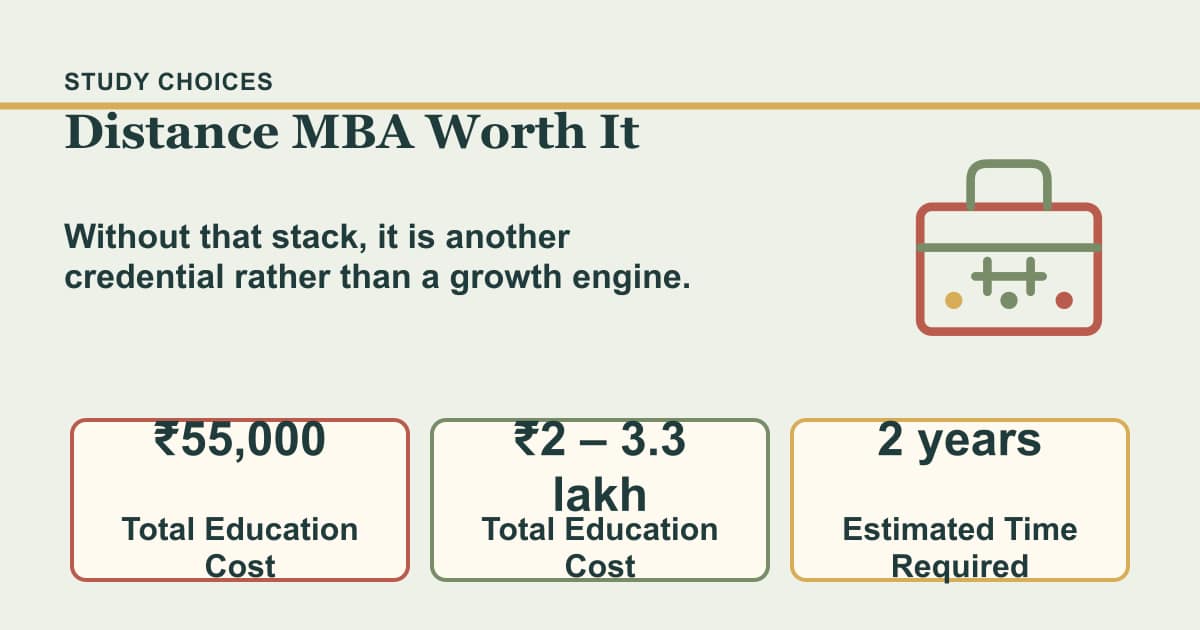 STUDY CHOICES
Distance MBA Worth It
Without that stack, it is another
credential rather than a growth engine.
₹55,000
Total Education
Cost
₹2 – 3.3
lakh
Total Education
Cost
2 years
Estimated Time
Required